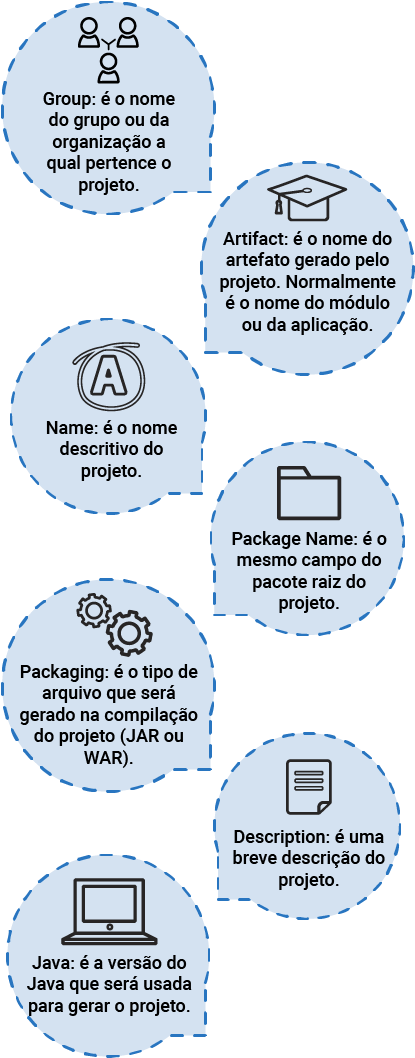 Group: é o nome
do grupo ou da
organização a
qual pertence o
projeto.
Artifact: é o nome do
artefato gerado pelo
projeto. Normalmente
é o nome do módulo
ou da aplicação.
A
Name: é o nome
descritivo do
projeto.
Package Name: é o
mesmo campo do
pacote raiz do
projeto.
Packaging: é o tipo de
arquivo que será
gerado na compilação
do projeto (JAR ou
WAR).
Description: é uma
breve descrição do
projeto.
Java: é a versão do
Java que será usada
para gerar o projeto.